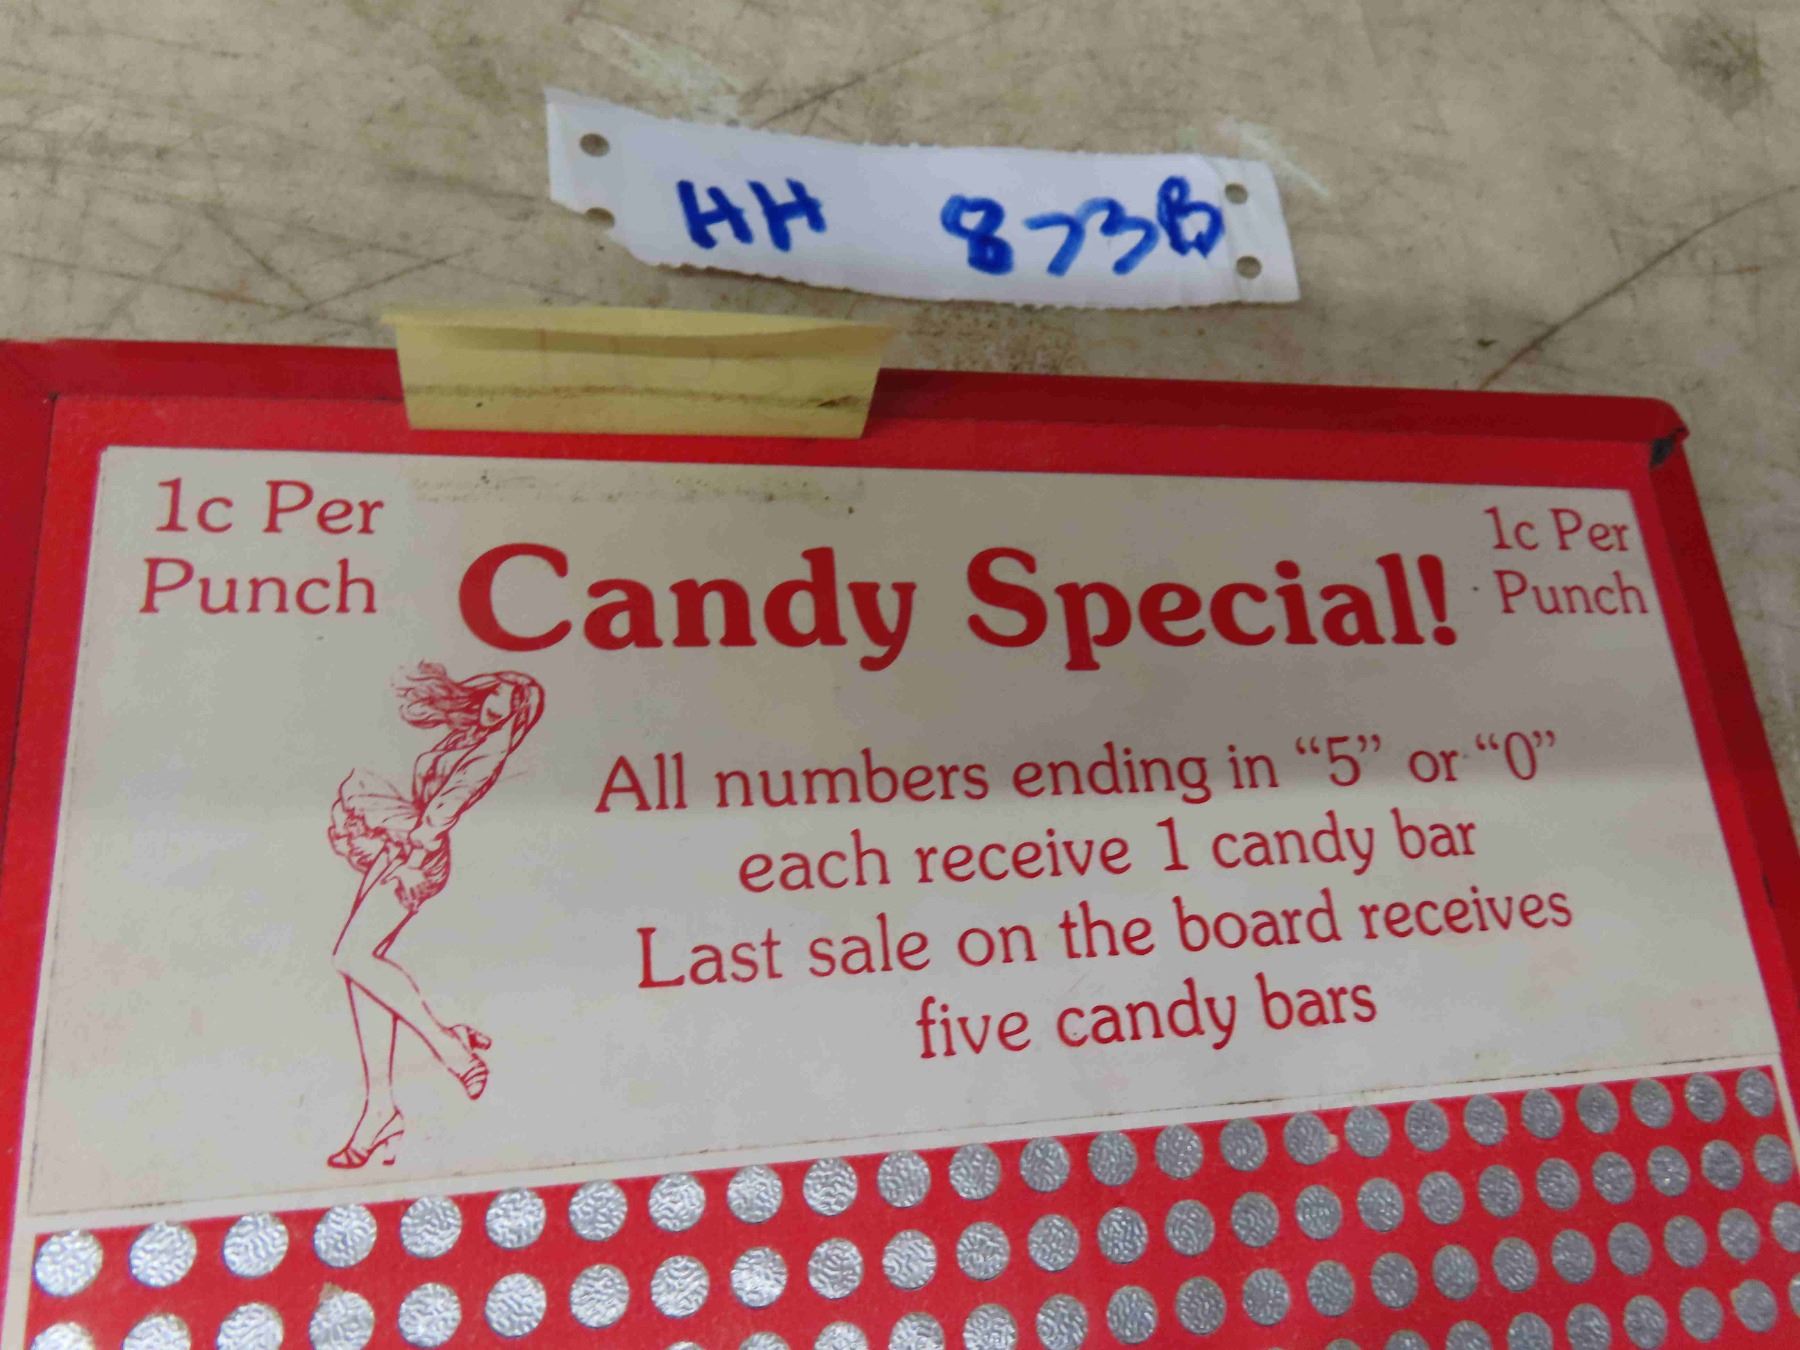 HH 873B
1c Per
Punch
Candy Special!
1c Per
Punch
All numbers ending in “5” or “0”
each receive 1 candy bar
Last sale on the board receives
five candy bars